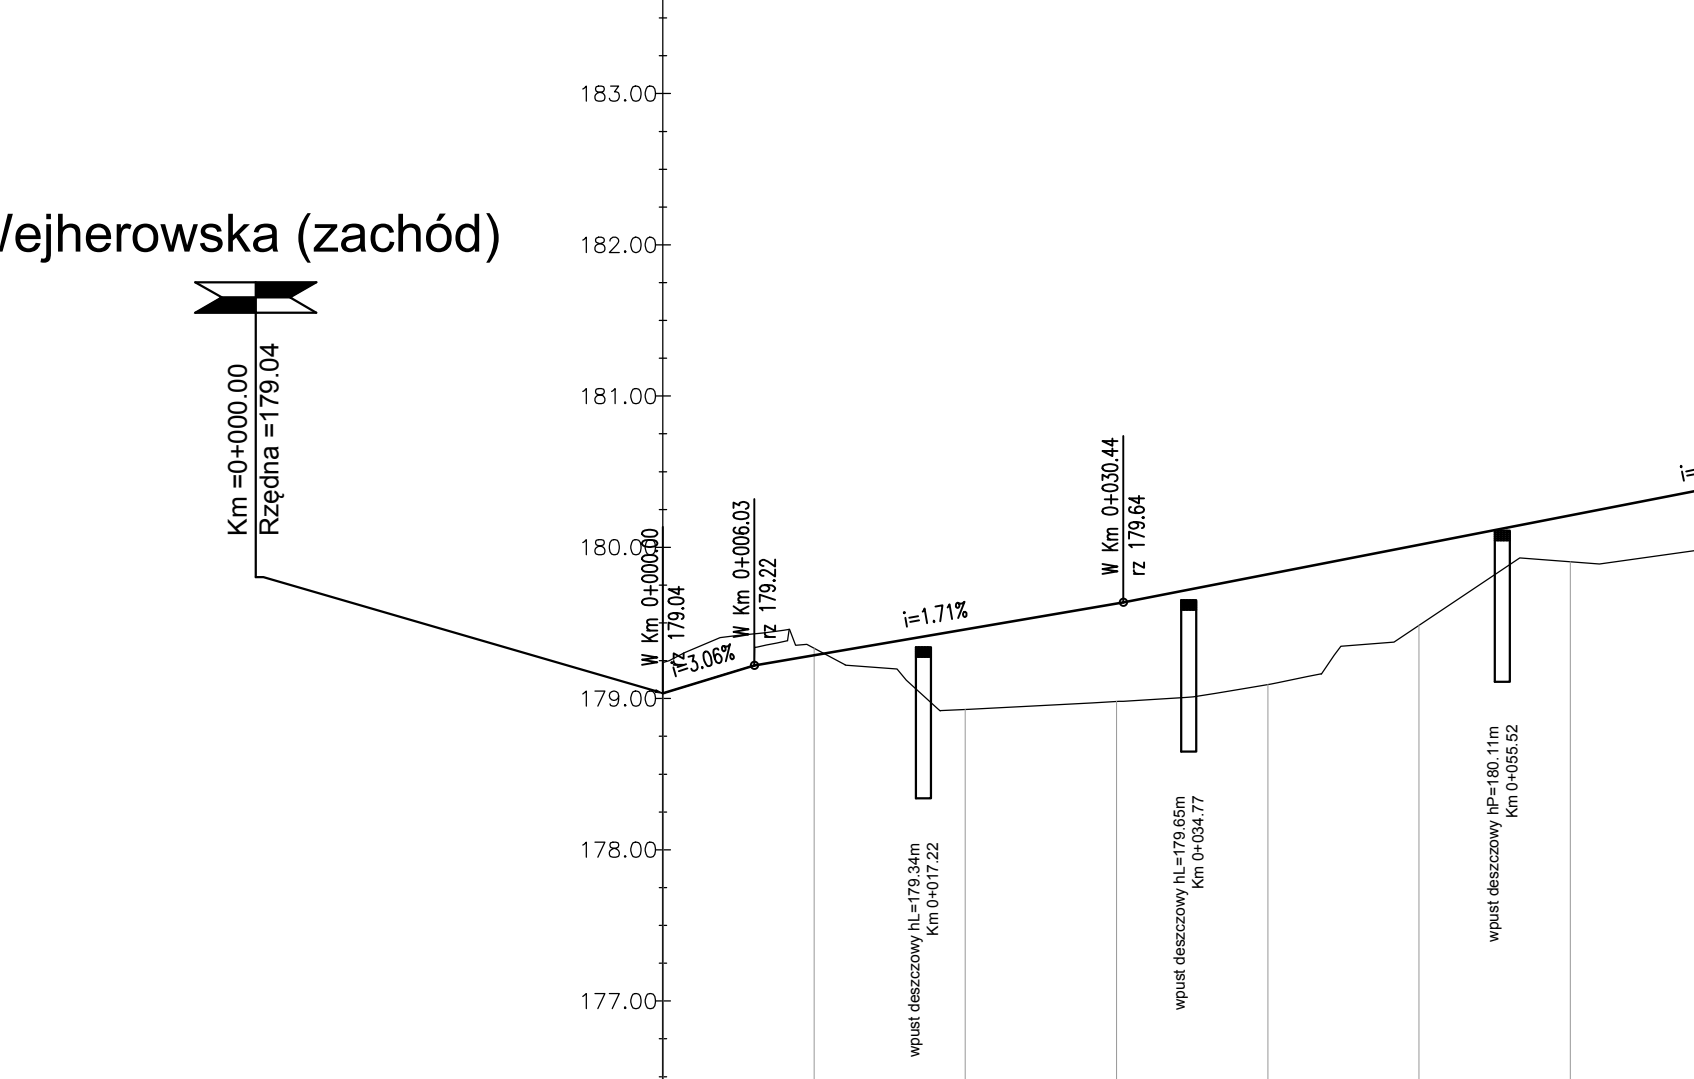 Wejherowska (zachód)
Km =0+000.00
Rzędna =179.04
183.00
182.00
181.00
180.00
179.00
178.00
177.00
W Km 0+000.00
rz 179.04
i=3.06%
W Km 0+006.03
rz 179.22
i=1.71%
W Km 0+030.44
rz 179.64
i=
wpust deszczowy hL=179.34m
Km 0+017.22
wpust deszczowy hL=179.65m
Km 0+034.77
wpust deszczowy hP=180.11m
Km 0+055.52